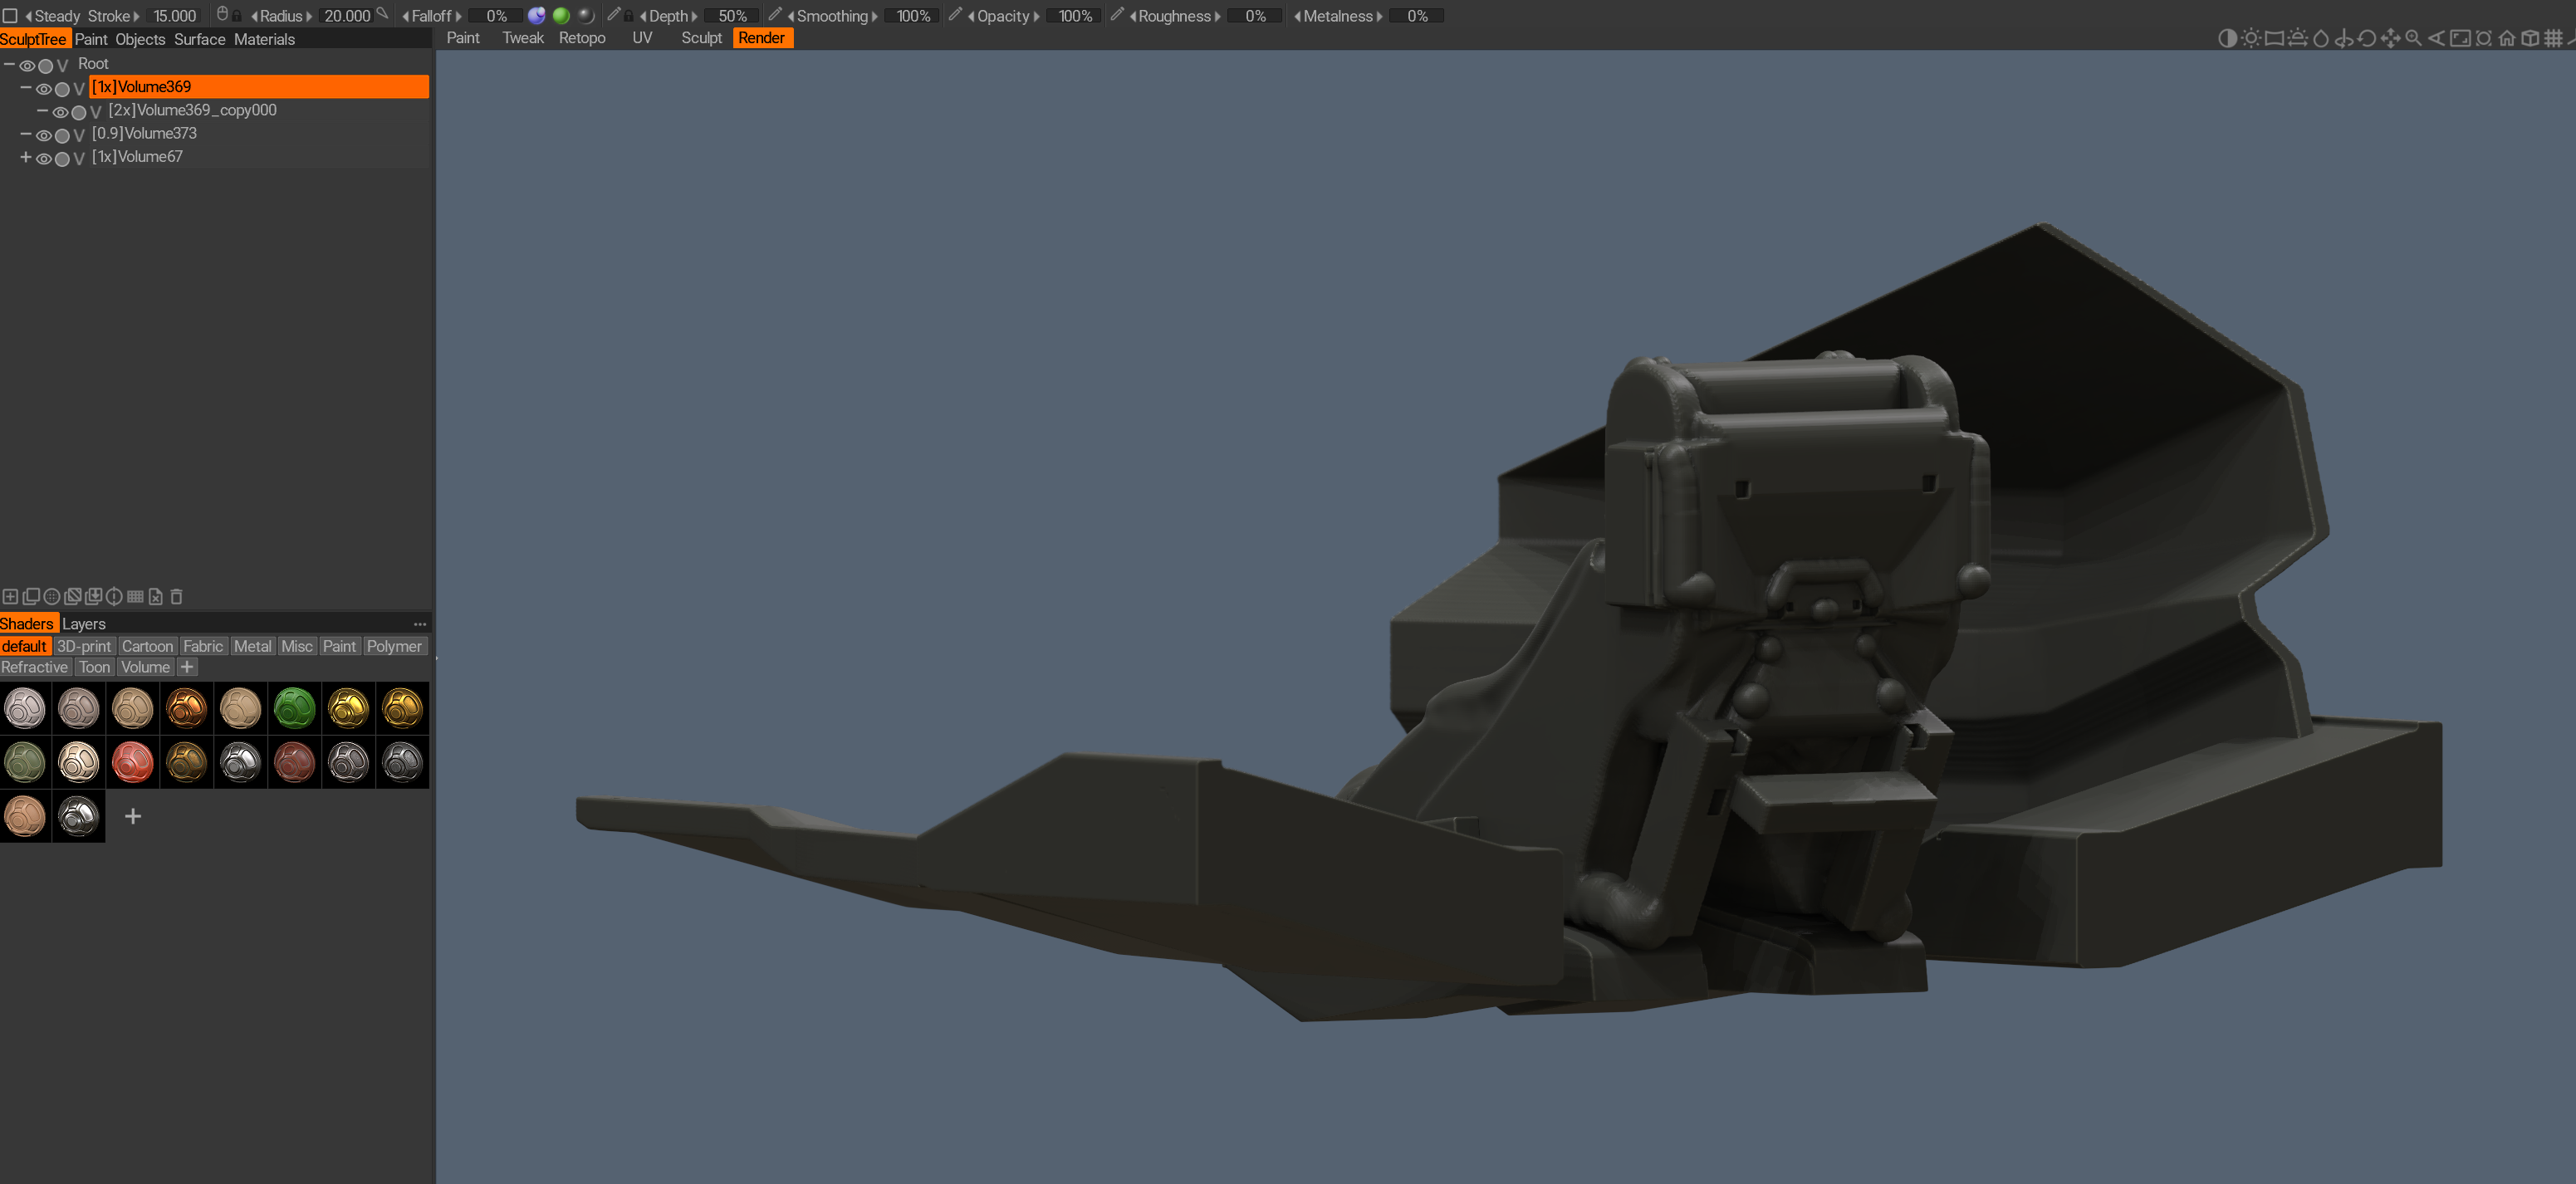 Steady Stroke 15.000 Radius 20.000 Falloff 0% Depth 50% Smoothing 100% Opacity 100% Roughness 0% Metalness 0%
SculptTree Paint Objects Surface Materials
Paint Tweak Retopo UV Sculpt Render
V Root
V [1x]Volume369
V [2x]Volume369_copy000
V [0.9]Volume373
V [1x]Volume67
Shaders Layers ...
default 3D-print Cartoon Fabric Metal Misc Paint Polymer
Refractive Toon Volume +
+